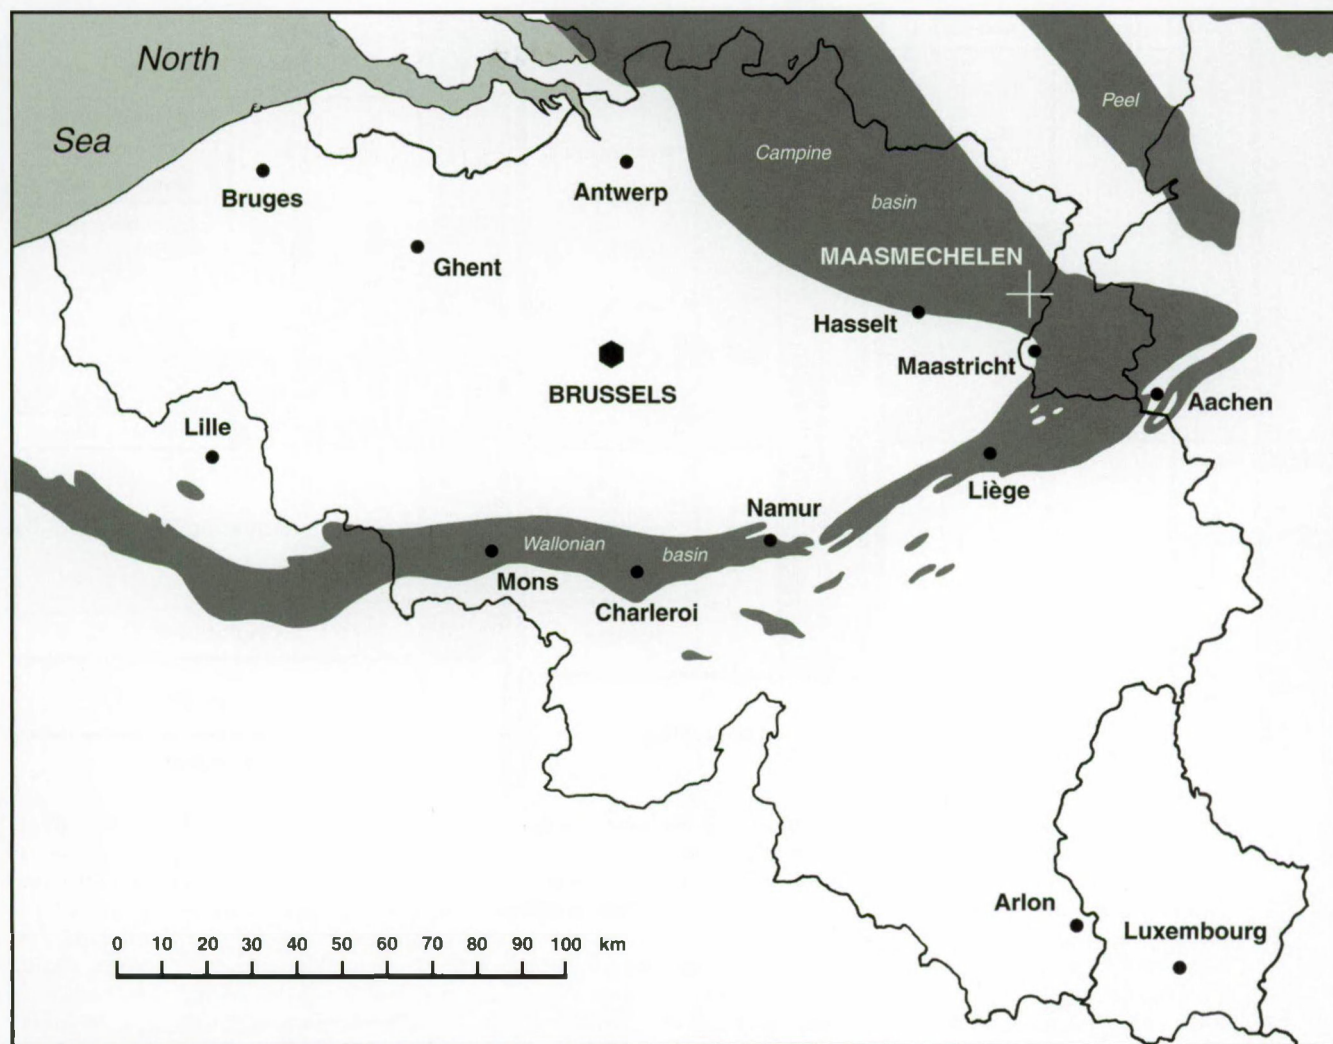 North
Sea
Peel
Campine
basin
Bruges
Antwerp
Ghent
MAASMECHELEN
Hasselt
Maastricht
BRUSSELS
Aachen
Lille
Liège
Namur
Wallonian
basin
Mons
Charleroi
Arlon
Luxembourg
0 10 20 30 40 50 60 70 80 90 100 km